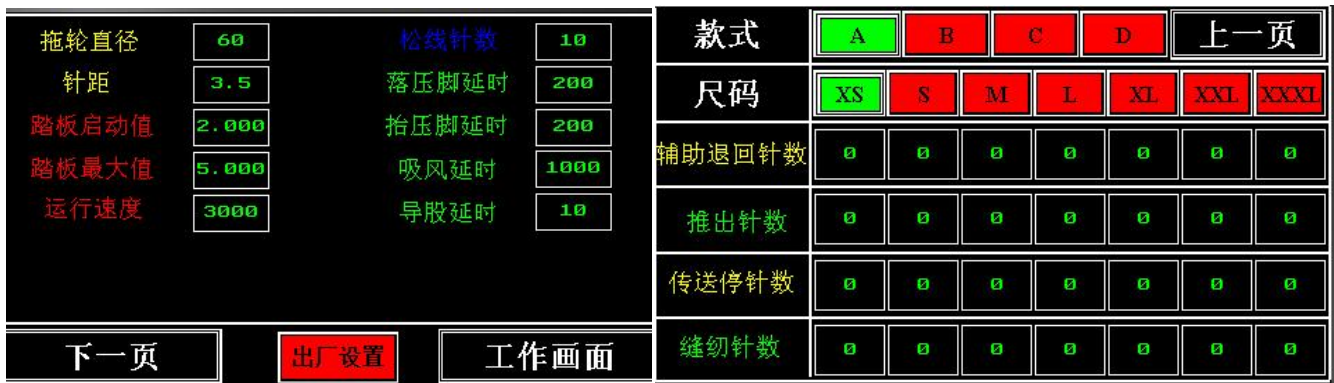 拖轮直径 60 松线针数 10
针距 3.5 落压脚延时 200
踏板启动值 2.000 抬压脚延时 200
踏板最大值 5.000 吸风延时 1000
运行速度 3000 导股延时 10
下一页 出厂设置 工作画面
款式 A B C D 上一页
尺码 XS S M L XL XXL XXXL
辅助退回针数 0 0 0 0 0 0 0
推出针数 0 0 0 0 0 0 0
传送停针数 0 0 0 0 0 0 0
缝纫针数 0 0 0 0 0 0 0